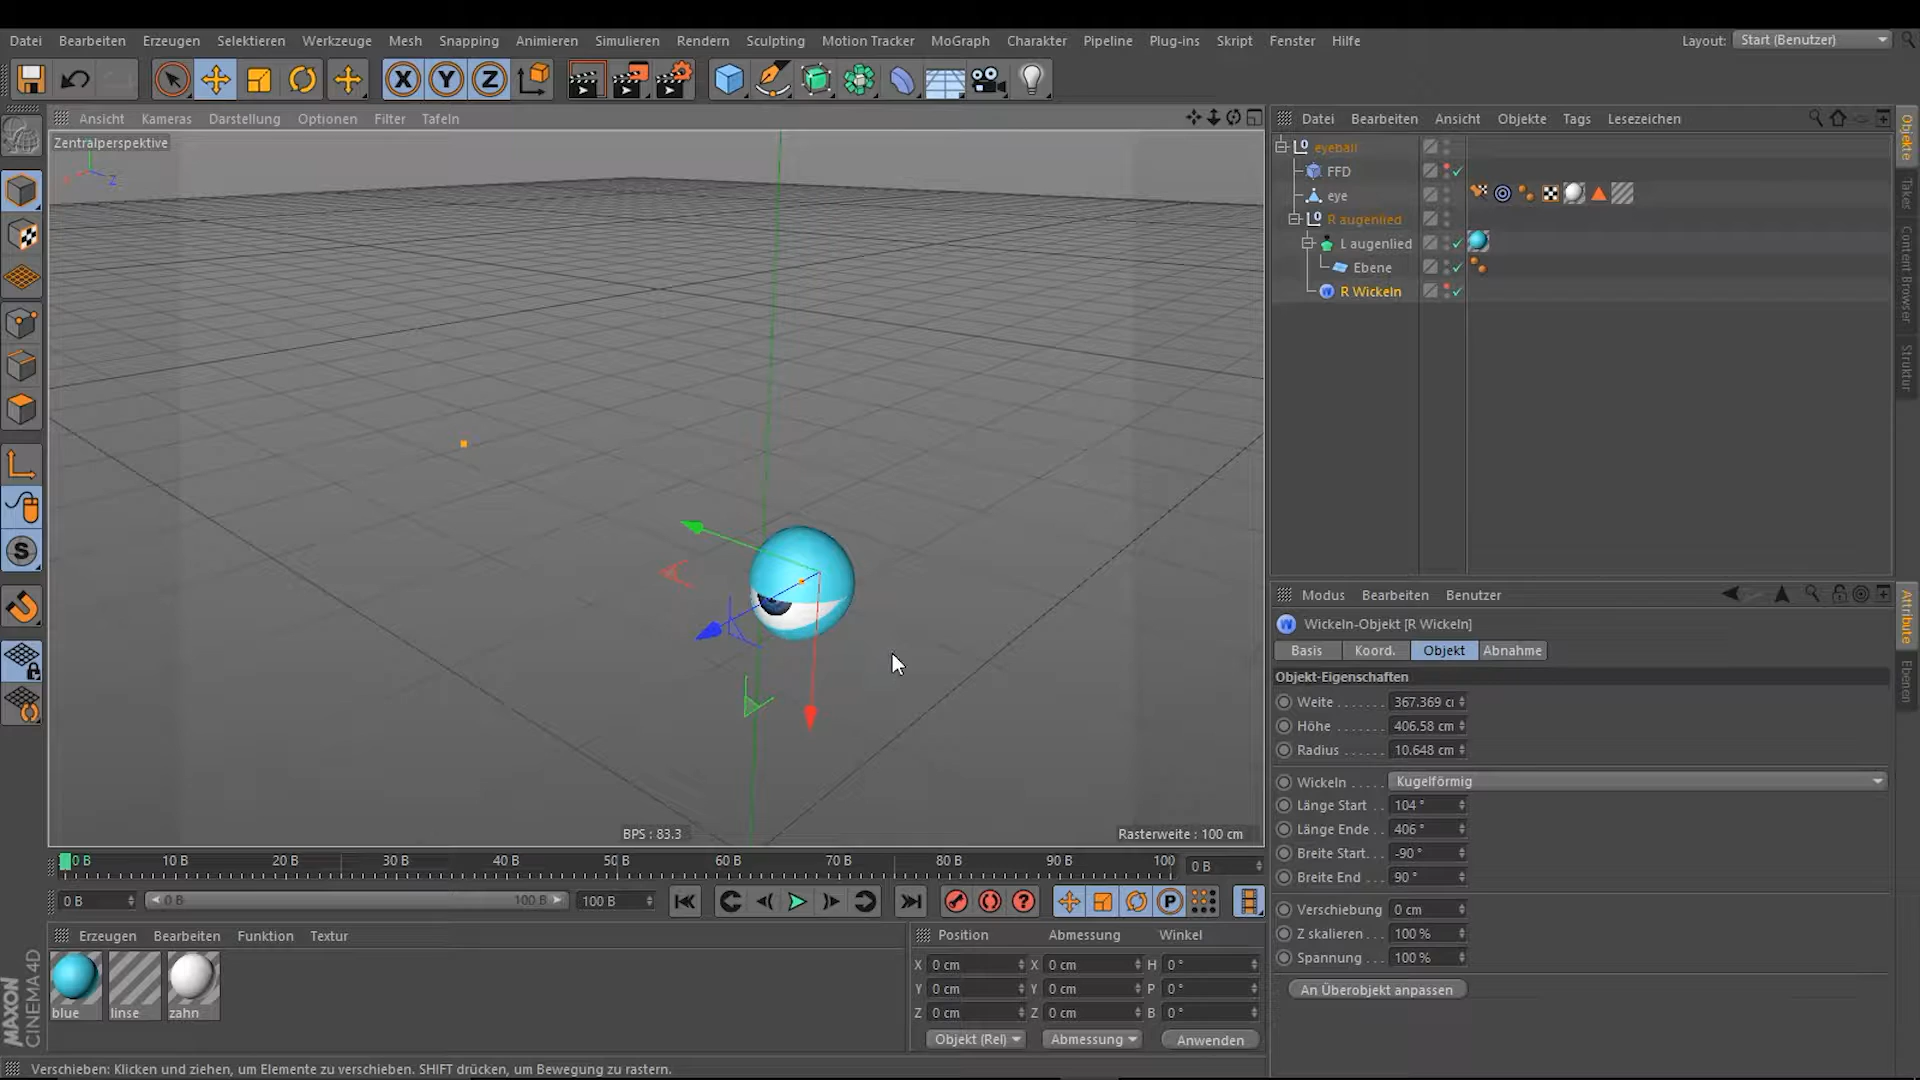 Datei Bearbeiten Erzeugen Selektieren Werkzeuge Mesh Snapping Animieren Simulieren Rendern Sculpting Motion Tracker MoGraph Charakter Pipeline Plug-ins Skript Fenster Hilfe Layout: Start (Benutzer)
X Y Z
Ansicht Kameras Darstellung Optionen Filter Tafeln
Zentralperspektive
Z
S
BPS : 83.3 Rasterweite : 100 cm
0 B 10 B 20 B 30 B 40 B 50 B 60 B 70 B 80 B 90 B 100 0 B
0 B 0 B 100 B 100 B
P
Erzeugen Bearbeiten Funktion Textur
blue linse zahn
MAXON CINEMA 4D
Position Abmessung Winkel
X 0 cm X 0 cm H 0 °
Y 0 cm Y 0 cm P 0 °
Z 0 cm Z 0 cm B 0 °
Objekt (Rel) Abmessung Anwenden
Verschieben: Klicken und ziehen, um Elemente zu verschieben. SHIFT drücken, um Bewegung zu rastern.
Datei Bearbeiten Ansicht Objekte Tags Lesezeichen
eyeball
FFD
eye
R augenlied
L augenlied
Ebene
R Wickeln
Objekte
Takes
Content Browser
Struktur
Modus Bearbeiten Benutzer
Wickeln-Objekt [R Wickeln]
Basis Koord. Objekt Abnahme
Objekt-Eigenschaften
Weite 367.369 c
Höhe 406.58 cm
Radius 10.648 cm
Wickeln Kugelförmig
Länge Start 104 °
Länge Ende 406 °
Breite Start -90 °
Breite End 90 °
Verschiebung 0 cm
Z skalieren 100 %
Spannung 100 %
An Überobjekt anpassen
Attribute
Ebenen